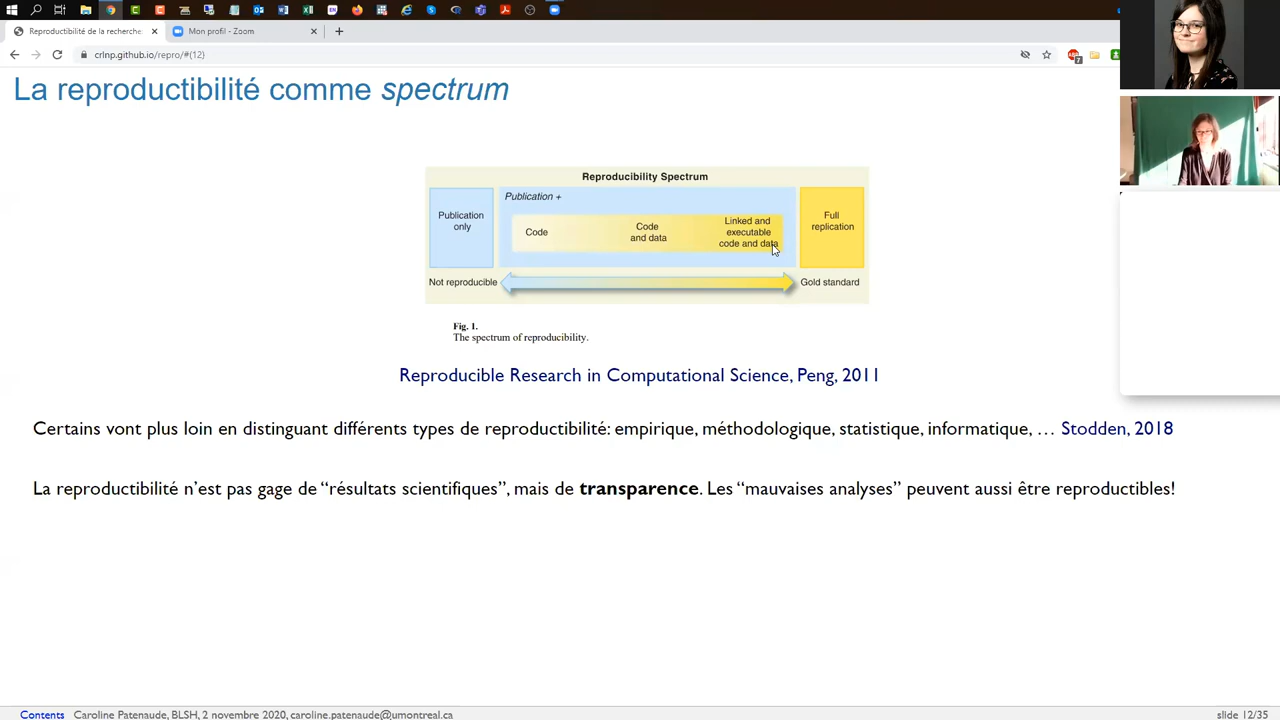 Reproductibilité de la recherche
Mon profil - Zoom
crlnp.github.io/repro/#(12)
7
La reproductibilité comme spectrum
Reproducibility Spectrum
Publication only
Publication +
Code
Code and data
Linked and executable code and data
Full replication
Not reproducible
Gold standard
Fig. 1.
The spectrum of reproducibility.
Reproducible Research in Computational Science, Peng, 2011
Certains vont plus loin en distinguant différents types de reproductibilité: empirique, méthodologique, statistique, informatique, … Stodden, 2018
La reproductibilité n’est pas gage de “résultats scientifiques”, mais de transparence. Les “mauvaises analyses” peuvent aussi être reproductibles!
Contents Caroline Patenaude, BLSH, 2 novembre 2020, caroline.patenaude@umontreal.ca
slide 12/35